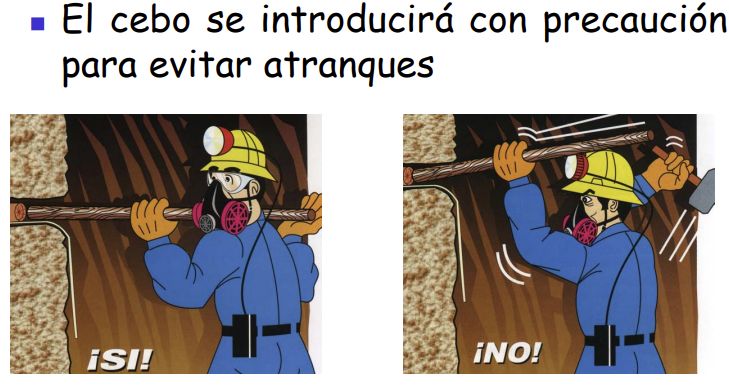 El cebo se introducirá con precaución
para evitar atranques
¡SI!
¡NO!